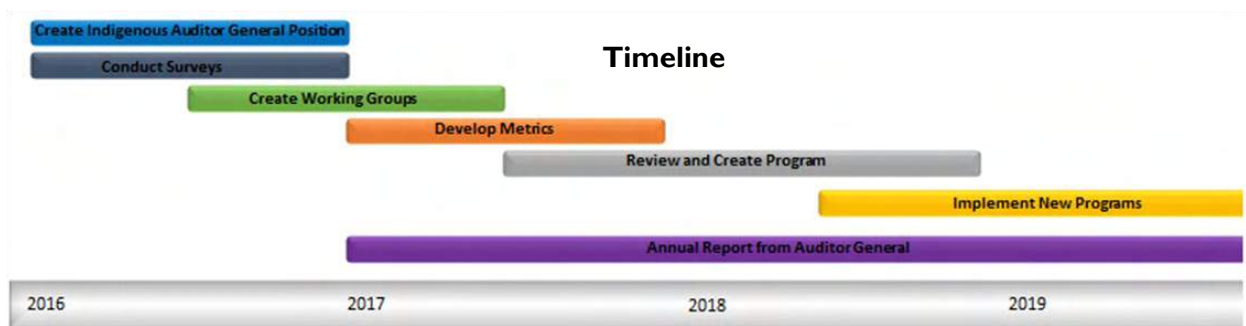 Create Indigenous Auditor General Position
Timeline
Conduct Surveys
Create Working Groups
Develop Metrics
Review and Create Program
Implement New Programs
Annual Report from Auditor General
2016 2017 2018 2019